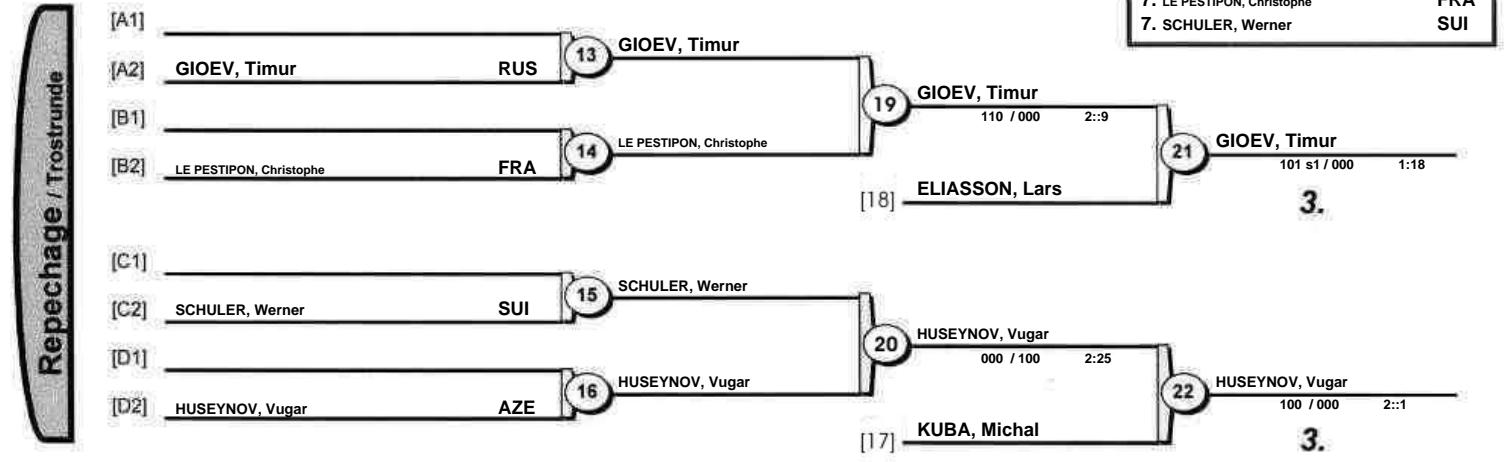 7. LE PESTIPON, Christophe FRA
7. SCHULER, Werner SUI
Repechage / Trostrunde
[A1]
[A2] GIOEV, Timur RUS
13 GIOEV, Timur
[B1]
[B2] LE PESTIPON, Christophe FRA
14 LE PESTIPON, Christophe
19 GIOEV, Timur
110 / 000 2::9
[18] ELIASSON, Lars
21 GIOEV, Timur
101 s1 / 000 1:18
3.
[C1]
[C2] SCHULER, Werner SUI
15 SCHULER, Werner
[D1]
[D2] HUSEYNOV, Vugar AZE
16 HUSEYNOV, Vugar
20 HUSEYNOV, Vugar
000 / 100 2:25
[17] KUBA, Michal
22 HUSEYNOV, Vugar
100 / 000 2::1
3.